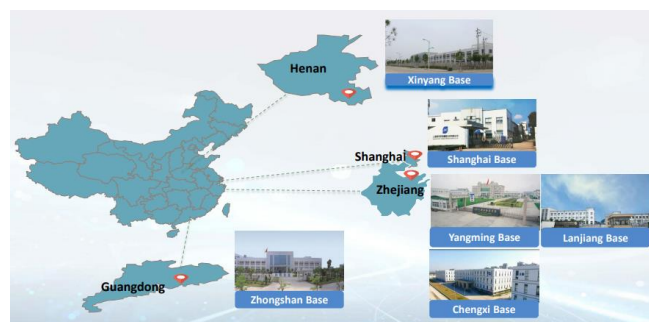 Henan
Xinyang Base
Shanghai
Shanghai Base
Zhejiang
Yangming Base
Lanjiang Base
Guangdong
Zhongshan Base
Chengxi Base